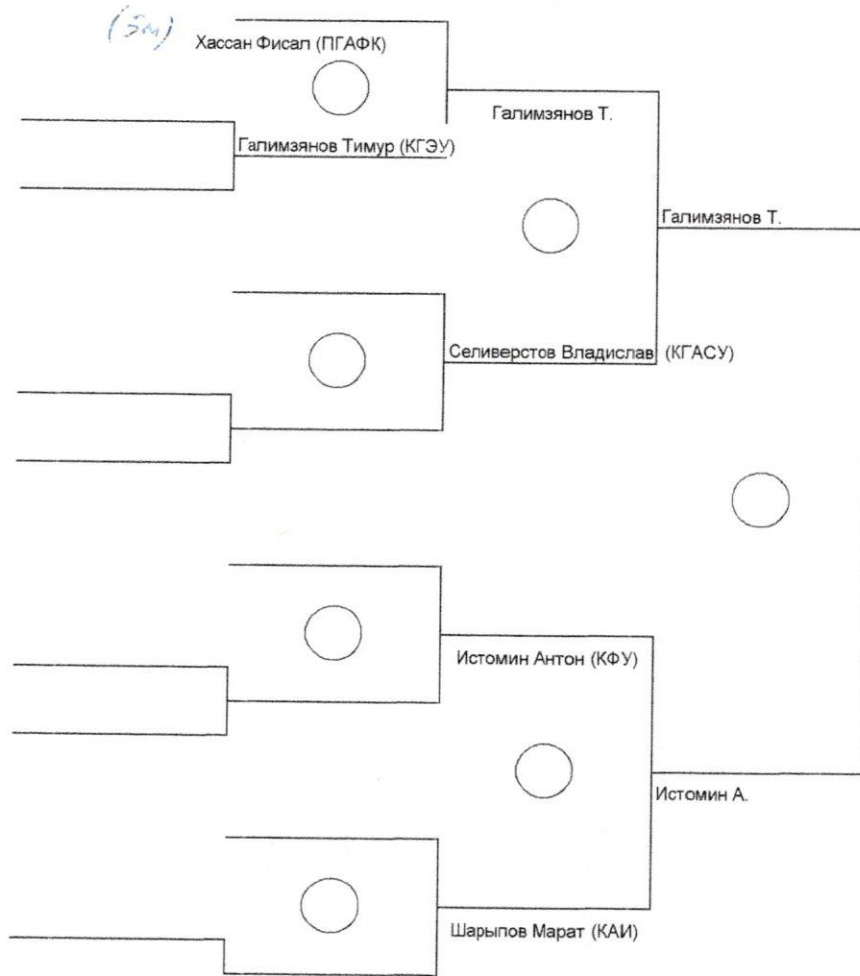 (5м)
Хассан Фисал (ПГАФК)
Галимзянов Т.
Галимзянов Тимур (КГЭУ)
Галимзянов Т.
Селиверстов Владислав (КГАСУ)
Истомин Антон (КФУ)
Истомин А.
Шарыпов Марат (КАИ)